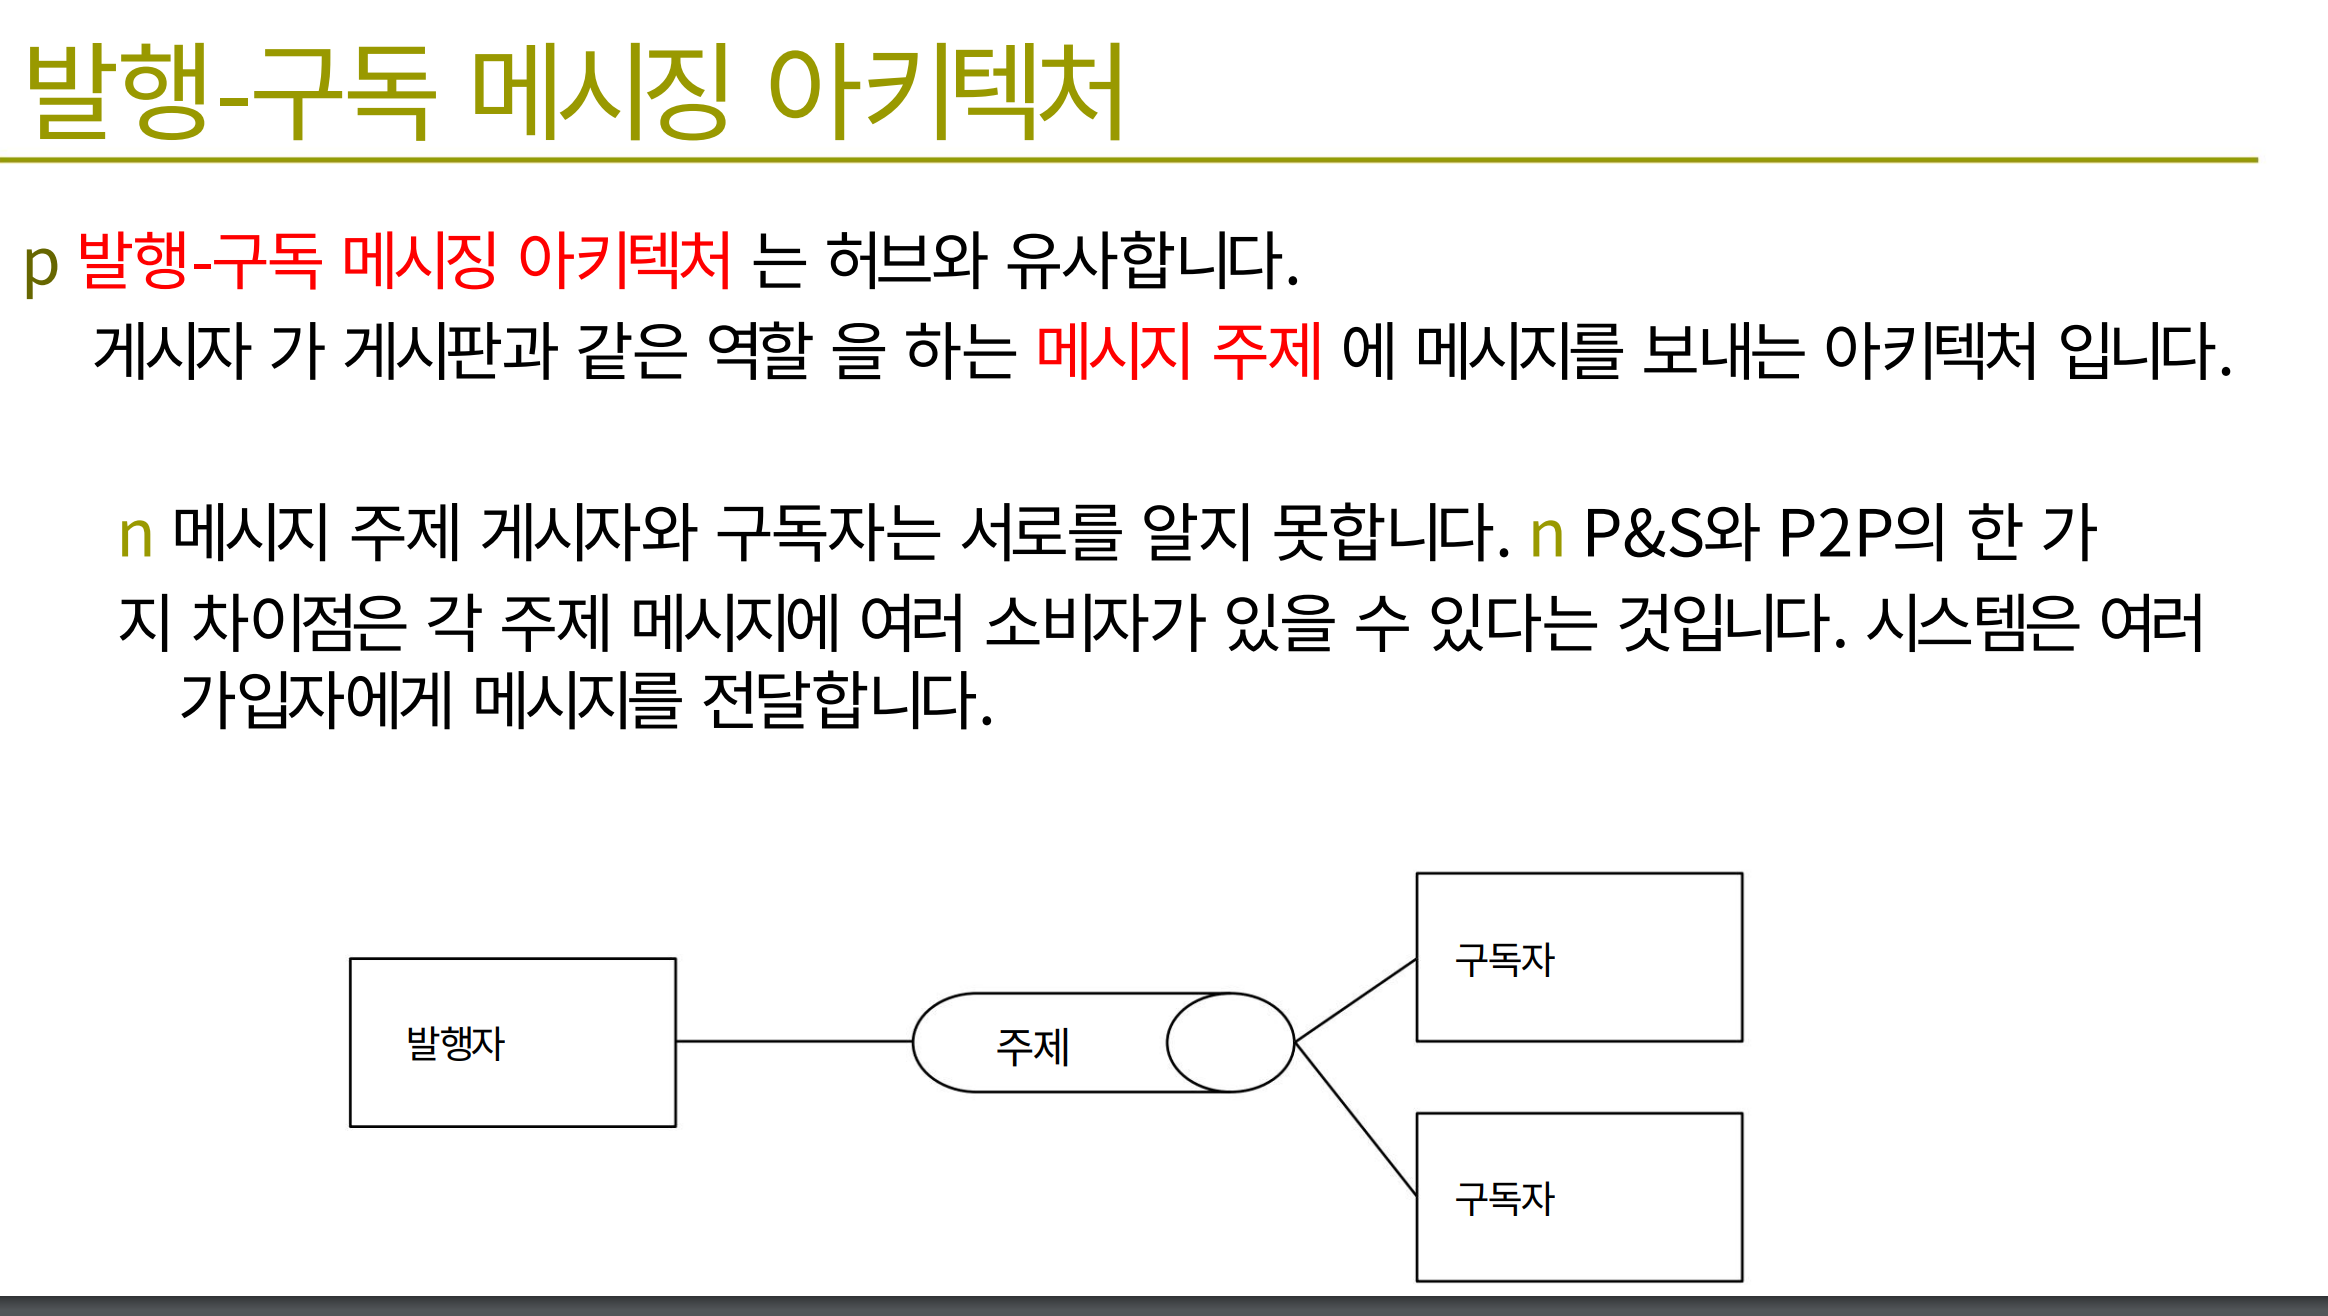 발행-구독 메시징 아키텍처
p 발행-구독 메시징 아키텍처 는 허브와 유사합니다.
게시자 가 게시판과 같은 역할 을 하는 메시지 주제 에 메시지를 보내는 아키텍처 입니다.
n 메시지 주제 게시자와 구독자는 서로를 알지 못합니다. n P&S와 P2P의 한 가
지 차이점은 각 주제 메시지에 여러 소비자가 있을 수 있다는 것입니다. 시스템은 여러
가입자에게 메시지를 전달합니다.
구독자
발행자
주제
구독자